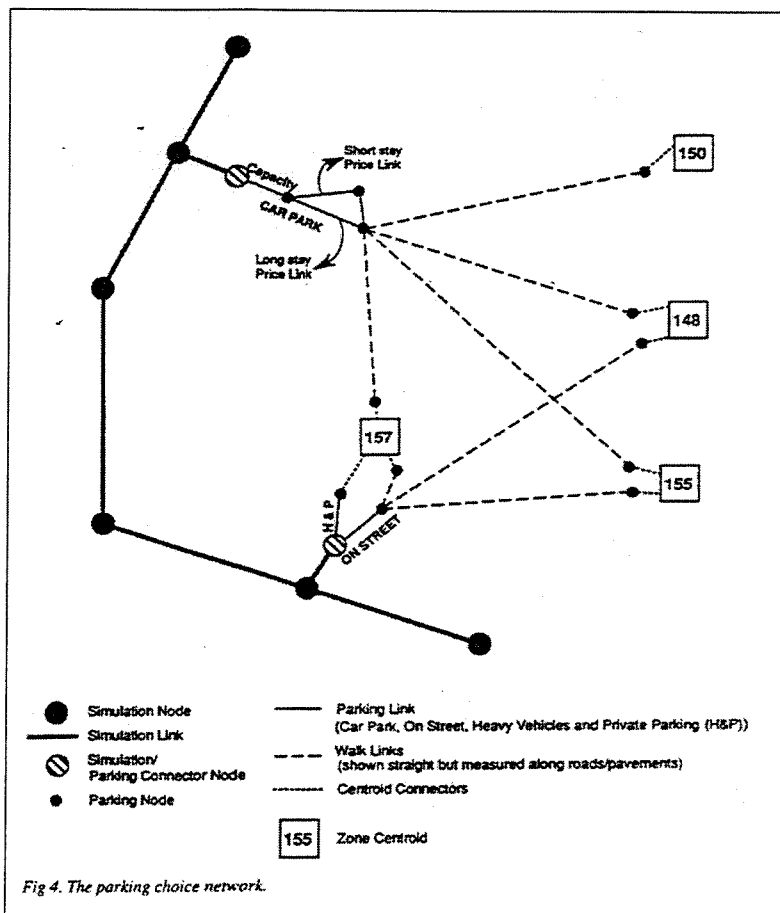 Short stay
Price Link
150
Capacity
CAR PARK
Long stay
Price Link
148
157
155
H & P
ON STREET
Simulation Node
Simulation Link
Simulation/
Parking Connector Node
Parking Node
Parking Link
(Car Park, On Street, Heavy Vehicles and Private Parking (H&P))
Walk Links
(shown straight but measured along roads/pavements)
Centroid Connectors
155
Zone Centroid
Fig 4. The parking choice network.